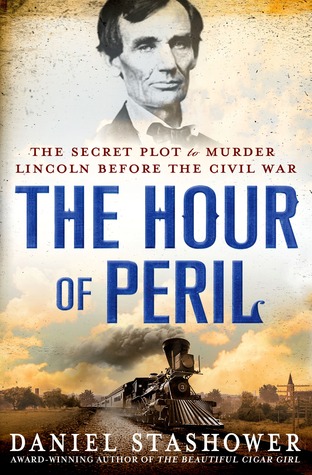 THE SECRET PLOT to MURDER
LINCOLN BEFORE THE CIVIL WAR
THE HOUR
OF PERIL
DANIEL STASHOWER
AWARD-WINNING AUTHOR OF THE BEAUTIFUL CIGAR GIRL